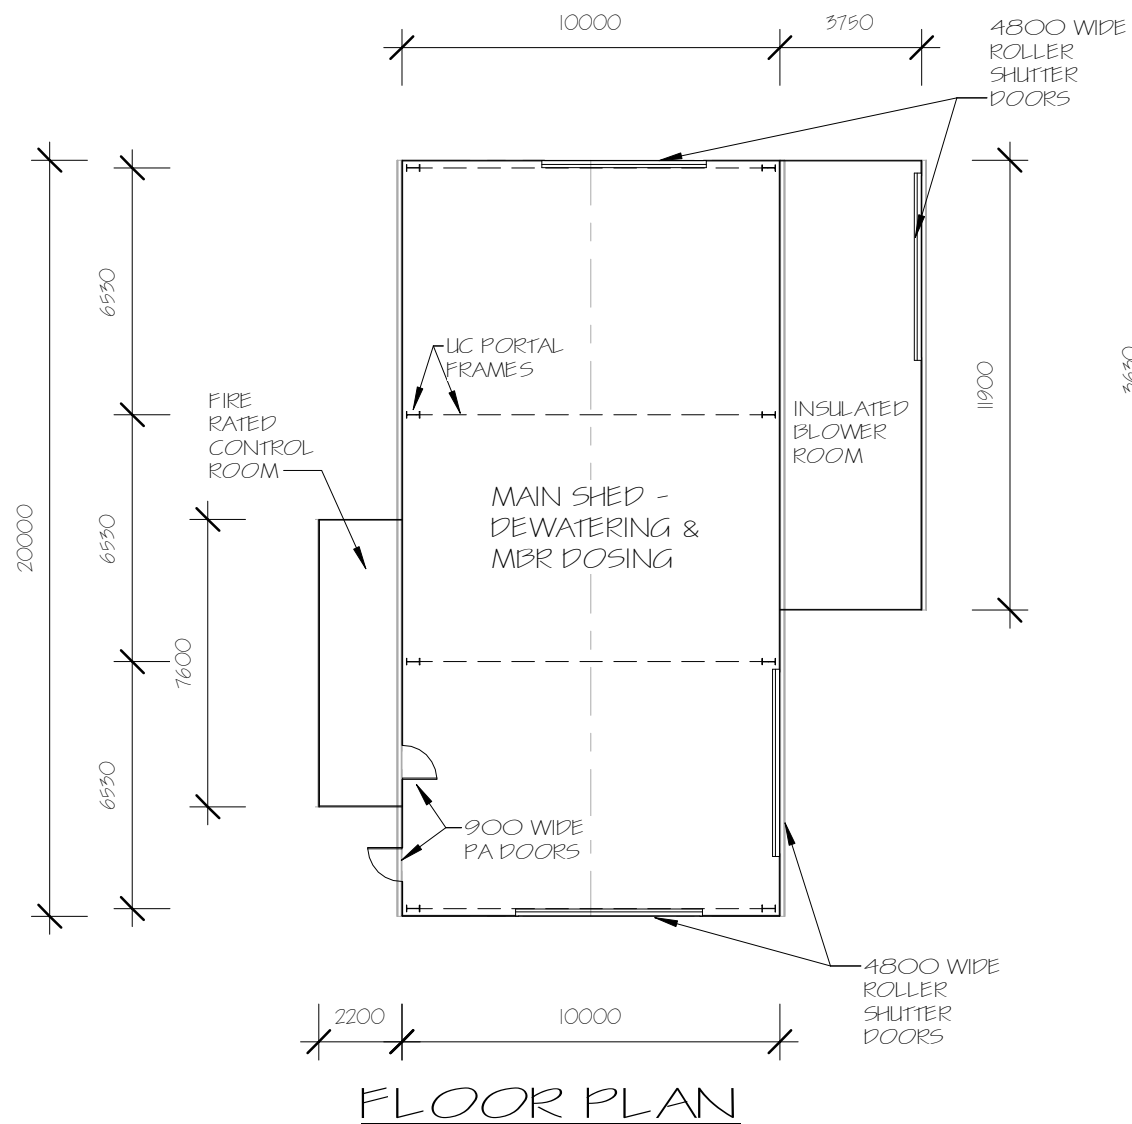 10000
3750
4800 WIDE
ROLLER
SHUTTER
DOORS
6530
UC PORTAL
FRAMES
3630
11900
FIRE
RATED
CONTROL
ROOM
INSULATED
BLOWER
ROOM
MAIN SHED -
DEWATERING &
MBR DOSING
20000
6530
7600
6530
900 WIDE
PA DOORS
4800 WIDE
ROLLER
SHUTTER
DOORS
2200
10000
FLOOR PLAN